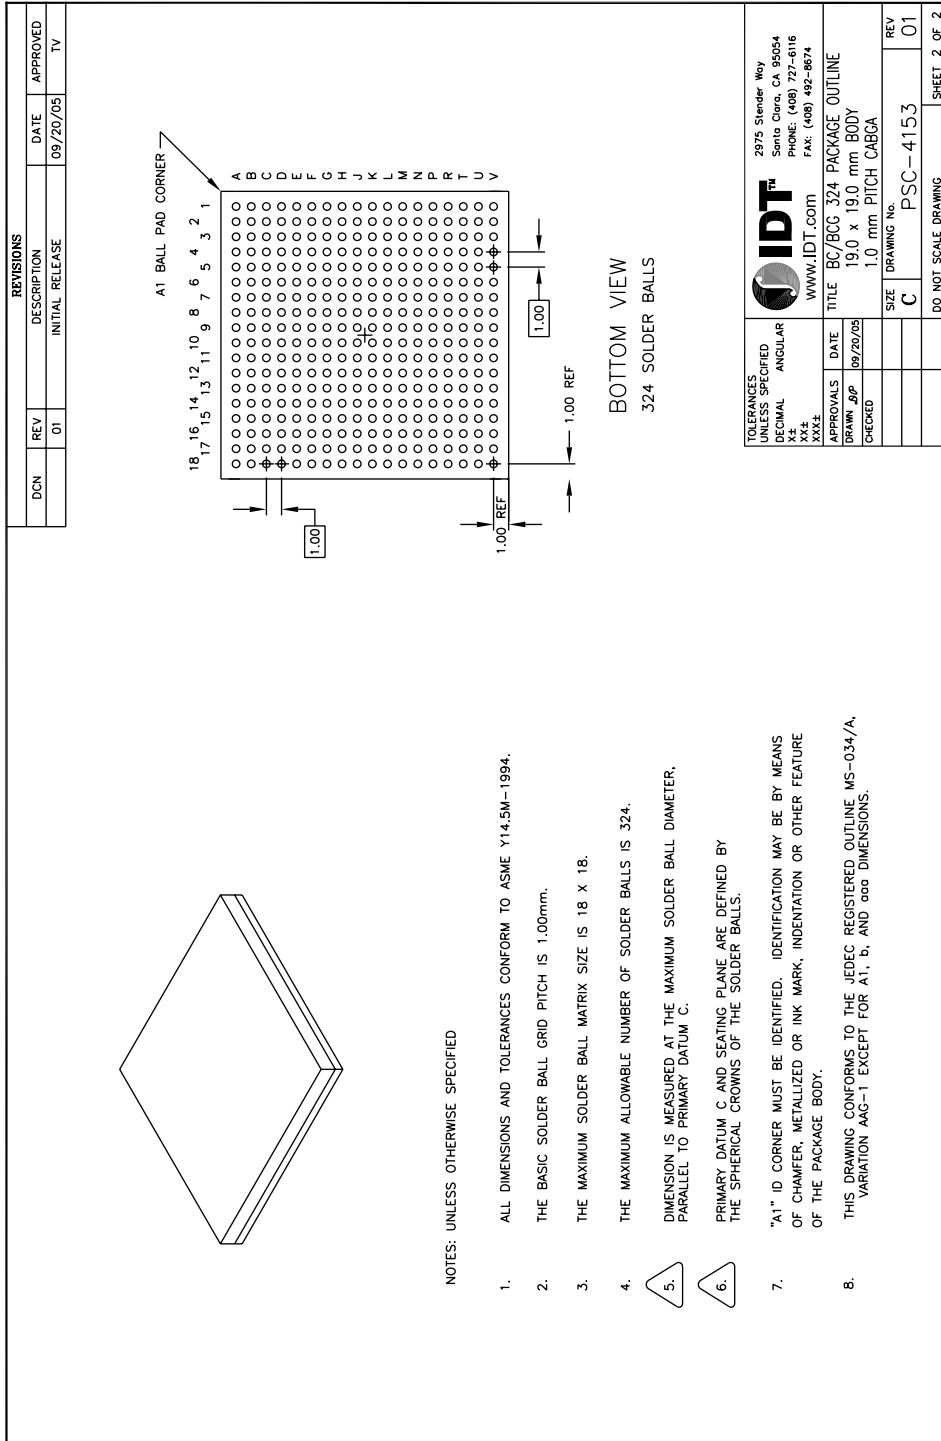 REVISIONS
DCN REV DESCRIPTION DATE APPROVED
01 INITIAL RELEASE 09/20/05 TV
A1 BALL PAD CORNER
18 17 16 15 14 13 12 11 10 9 8 7 6 5 4 3 2 1
A
B
C
D
E
F
G
H
J
K
L
M
N
P
R
T
U
V
1.00
1.00
1.00 REF
1.00 REF
BOTTOM VIEW
324 SOLDER BALLS
NOTES: UNLESS OTHERWISE SPECIFIED
1. ALL DIMENSIONS AND TOLERANCES CONFORM TO ASME Y14.5M-1994.
2. THE BASIC SOLDER BALL GRID PITCH IS 1.00mm.
3. THE MAXIMUM SOLDER BALL MATRIX SIZE IS 18 X 18.
4. THE MAXIMUM ALLOWABLE NUMBER OF SOLDER BALLS IS 324.
5. DIMENSION IS MEASURED AT THE MAXIMUM SOLDER BALL DIAMETER,
PARALLEL TO PRIMARY DATUM C.
6. PRIMARY DATUM C AND SEATING PLANE ARE DEFINED BY
THE SPHERICAL CROWNS OF THE SOLDER BALLS.
7. "A1" ID CORNER MUST BE IDENTIFIED. IDENTIFICATION MAY BE BY MEANS
OF CHAMFER, METALLIZED OR INK MARK, INDENTATION OR OTHER FEATURE
OF THE PACKAGE BODY.
8. THIS DRAWING CONFORMS TO THE JEDEC REGISTERED OUTLINE MS-034/A,
VARIATION AAG-1 EXCEPT FOR A1, b, AND aaa DIMENSIONS.
TOLERANCES
UNLESS SPECIFIED
DECIMAL ANGULAR
X±
XX±
XXX±
IDT™
www.IDT.com
2975 Stender Way
Santa Clara, CA 95054
PHONE: (408) 727-6116
FAX: (408) 492-8674
APPROVALS DATE
DRAWN 09/20/05
CHECKED
TITLE BC/BCG 324 PACKAGE OUTLINE
19.0 x 19.0 mm BODY
1.0 mm PITCH CABGA
SIZE DRAWING No. REV
C PSC-4153 01
DO NOT SCALE DRAWING SHEET 2 OF 2